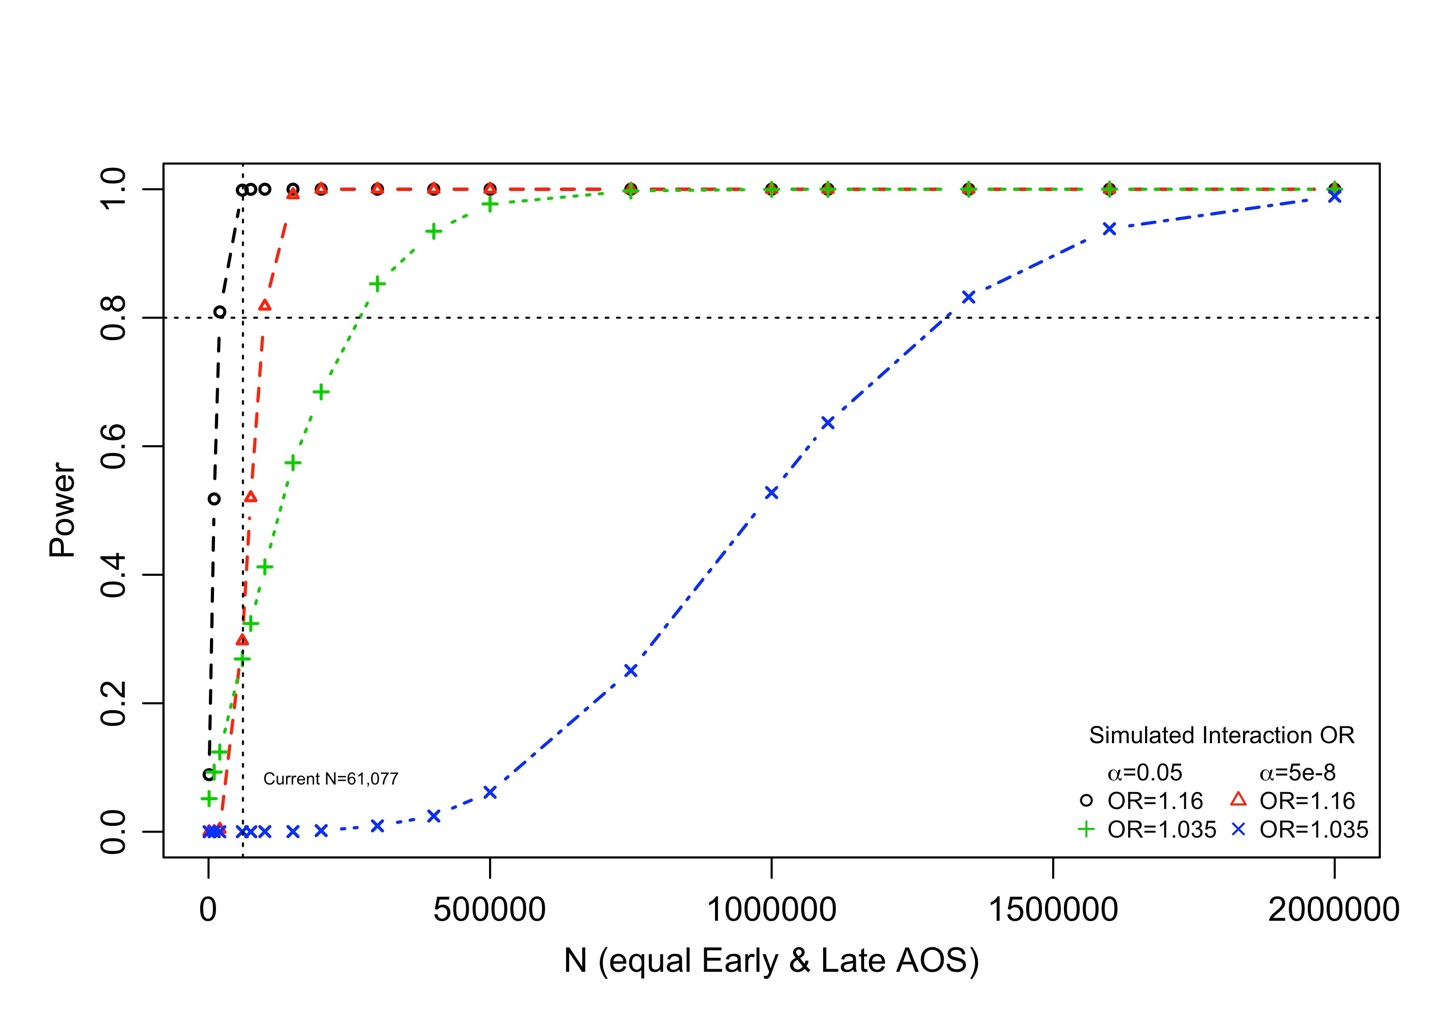 1.0
0.8
0.6
0.4
0.2
0.0
Power
Current N=61,077
Simulated Interaction OR
α=0.05 α=5e-8
OR=1.16 OR=1.16
OR=1.035 OR=1.035
0 500000 1000000 1500000 2000000
N (equal Early & Late AOS)